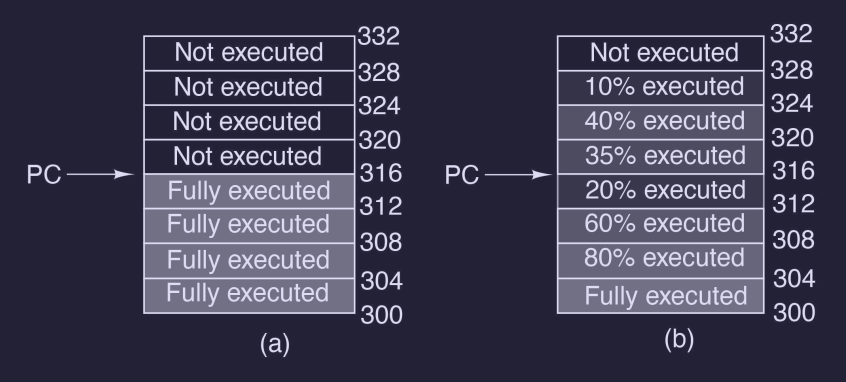 332
Not executed
328
Not executed
324
Not executed
320
Not executed
316
PC
Fully executed
312
Fully executed
308
Fully executed
304
Fully executed
300
(a)
332
Not executed
328
10% executed
324
40% executed
320
35% executed
316
PC
20% executed
312
60% executed
308
80% executed
304
Fully executed
300
(b)